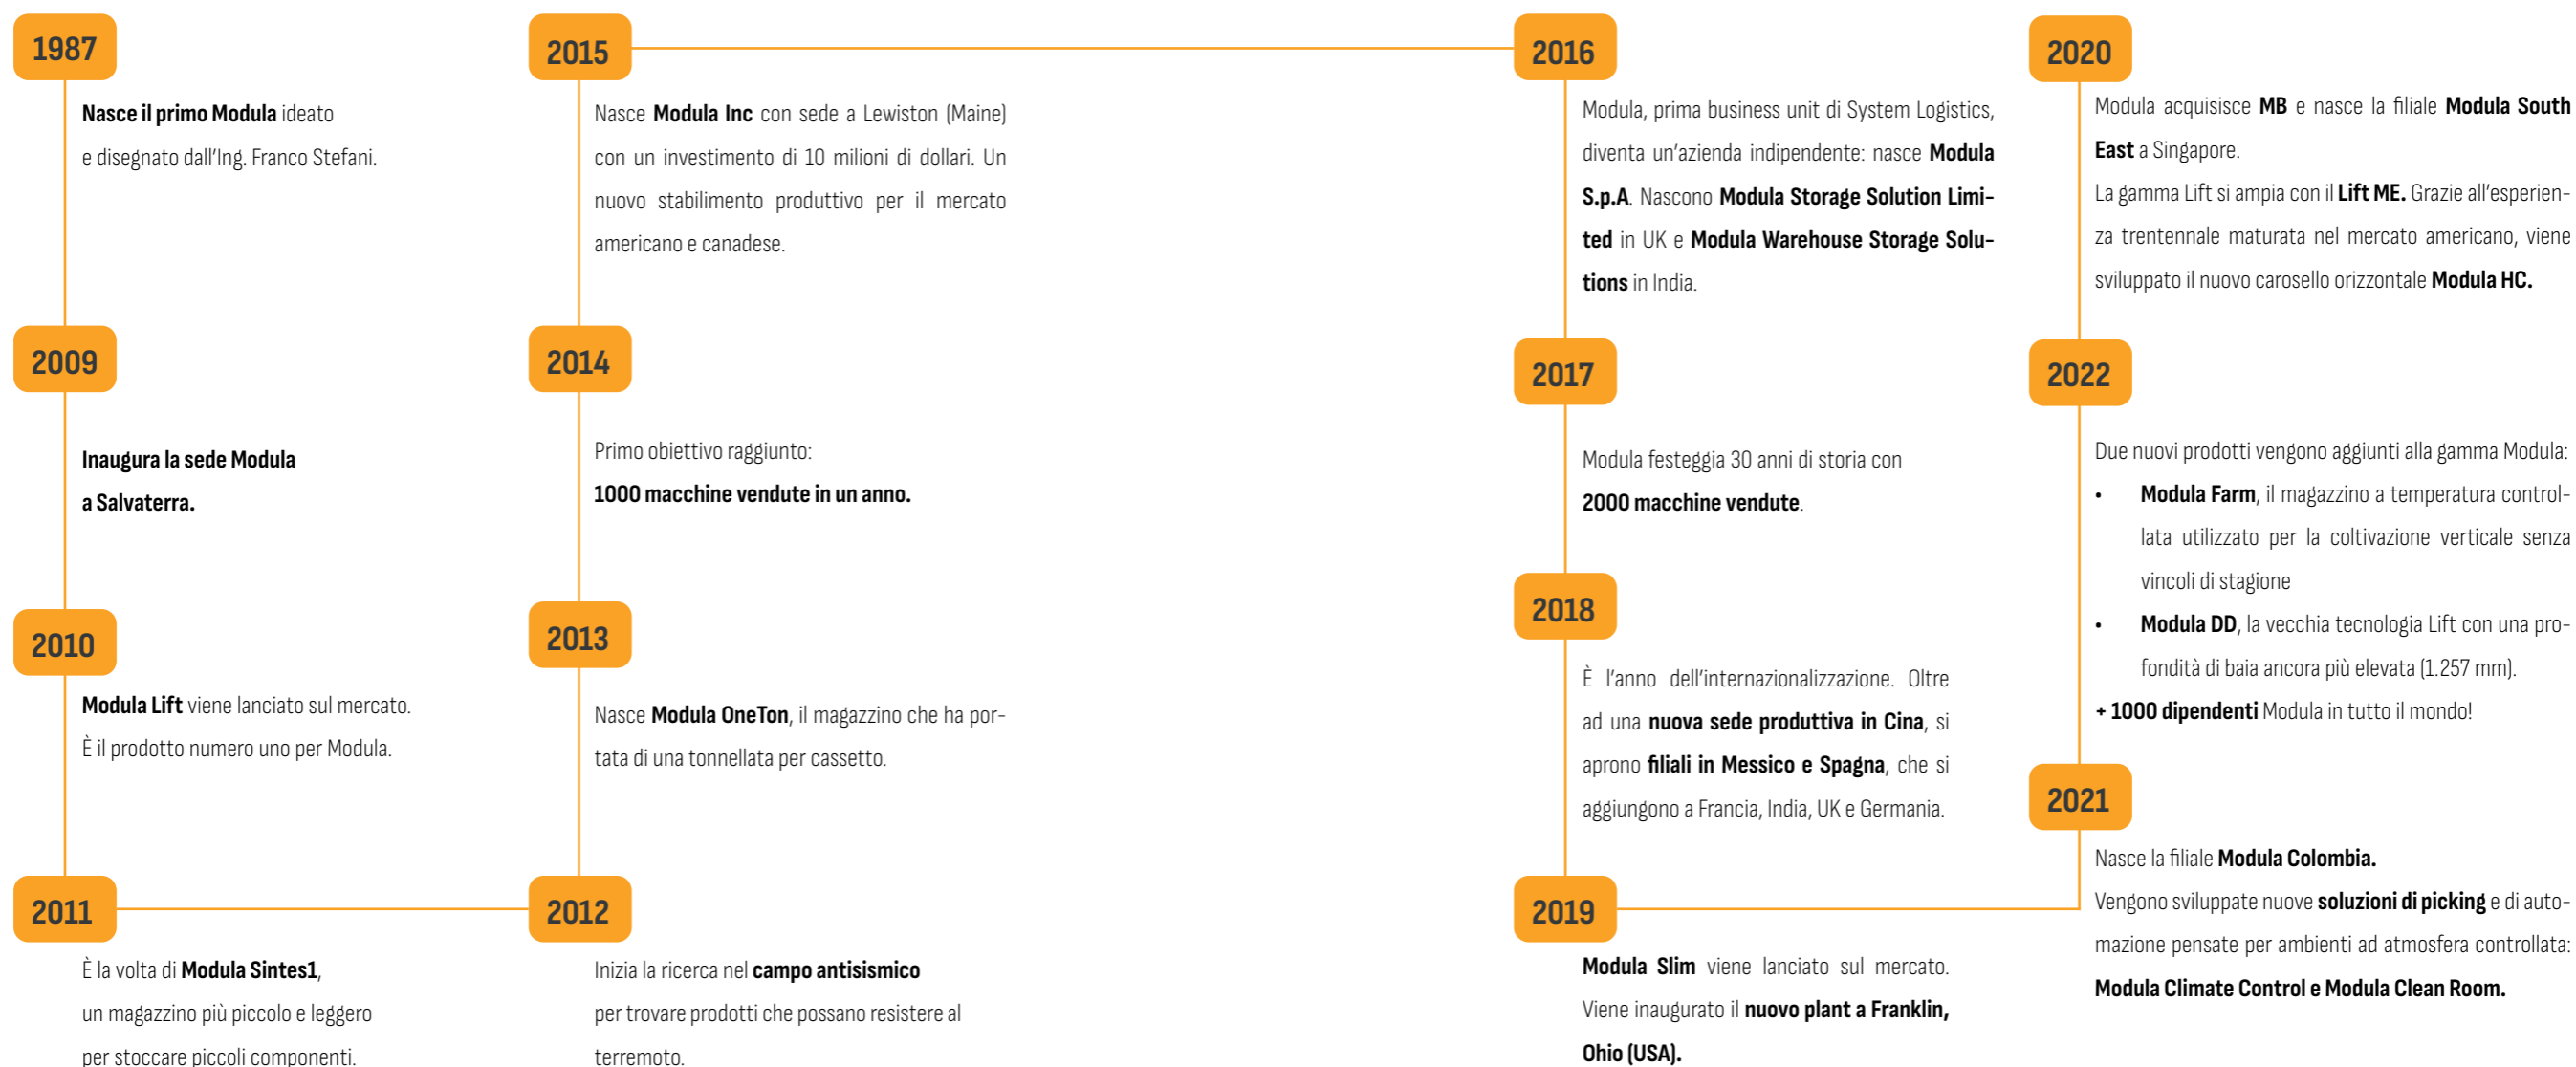 1987
Nasce il primo Modula ideato
e disegnato dall'Ing. Franco Stefani.
2009
Inaugura la sede Modula
a Salvaterra.
2010
Modula Lift viene lanciato sul mercato.
È il prodotto numero uno per Modula.
2011
È la volta di Modula Sintes1,
un magazzino più piccolo e leggero
per stoccare piccoli componenti.
2015
Nasce Modula Inc con sede a Lewiston (Maine)
con un investimento di 10 milioni di dollari. Un
nuovo stabilimento produttivo per il mercato
americano e canadese.
2014
Primo obiettivo raggiunto:
1000 macchine vendute in un anno.
2013
Nasce Modula OneTon, il magazzino che ha por-
tata di una tonnellata per cassetto.
2012
Inizia la ricerca nel campo antisismico
per trovare prodotti che possano resistere al
terremoto.
2016
Modula, prima business unit di System Logistics,
diventa un'azienda indipendente: nasce Modula
S.p.A. Nascono Modula Storage Solution Limi-
ted in UK e Modula Warehouse Storage Solu-
tions in India.
2017
Modula festeggia 30 anni di storia con
2000 macchine vendute.
2018
È l'anno dell'internazionalizzazione. Oltre
ad una nuova sede produttiva in Cina, si
aprono filiali in Messico e Spagna, che si
aggiungono a Francia, India, UK e Germania.
2019
Modula Slim viene lanciato sul mercato.
Viene inaugurato il nuovo plant a Franklin,
Ohio (USA).
2020
Modula acquisisce MB e nasce la filiale Modula South
East a Singapore.
La gamma Lift si ampia con il Lift ME. Grazie all'esperien-
za trentennale maturata nel mercato americano, viene
sviluppato il nuovo carosello orizzontale Modula HC.
2022
Due nuovi prodotti vengono aggiunti alla gamma Modula:
• Modula Farm, il magazzino a temperatura control-
lata utilizzato per la coltivazione verticale senza
vincoli di stagione
• Modula DD, la vecchia tecnologia Lift con una pro-
fondità di baia ancora più elevata (1.257 mm).
+ 1000 dipendenti Modula in tutto il mondo!
2021
Nasce la filiale Modula Colombia.
Vengono sviluppate nuove soluzioni di picking e di auto-
mazione pensate per ambienti ad atmosfera controllata:
Modula Climate Control e Modula Clean Room.